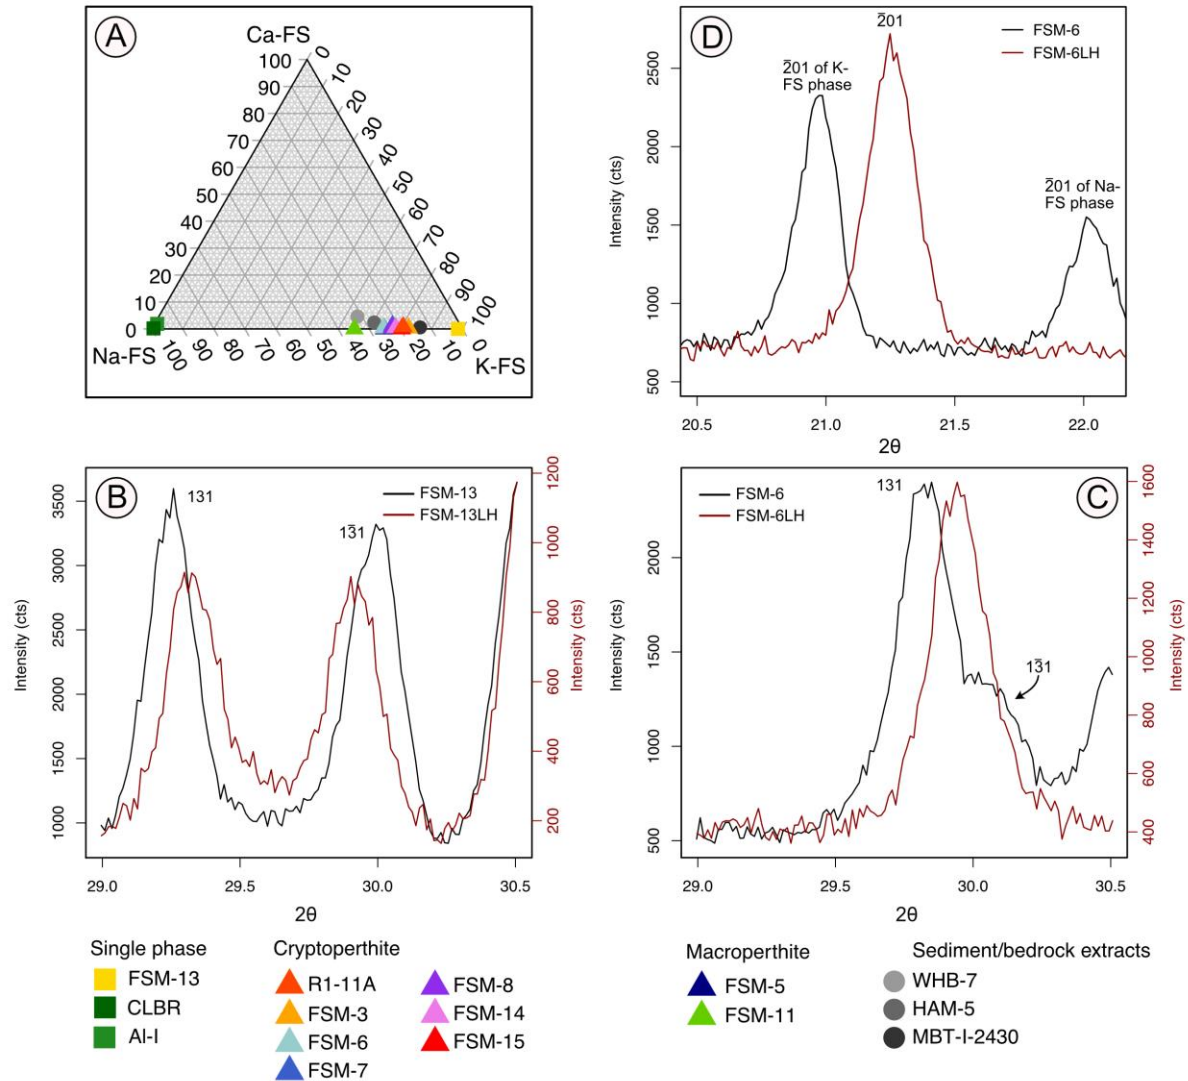 A
Ca-FS
100
90
80
70
60
50
40
30
20
10
0
0
10
20
30
40
50
60
70
80
90
100
Na-FS
100
90
80
70
60
50
40
30
20
10
0
K-FS
D
2̅01
FSM-6
FSM-6LH
2̅01 of K-
FS phase
2̅01 of Na-
FS phase
Intensity (cts)
2500
2000
1500
1000
500
20.5 21.0 21.5 22.0
2θ
B
131
13̅1
FSM-13
FSM-13LH
Intensity (cts)
3500
3000
2500
2000
1500
1000
1200
1000
800
600
400
200
Intensity (cts)
29.0 29.5 30.0 30.5
2θ
C
FSM-6
FSM-6LH
131
13̅1
Intensity (cts)
2000
1500
1000
500
1600
1400
1200
1000
800
600
400
Intensity (cts)
29.0 29.5 30.0 30.5
2θ
Single phase
FSM-13
CLBR
Al-I
Cryptoperthite
R1-11A
FSM-3
FSM-6
FSM-7
FSM-8
FSM-14
FSM-15
Macroperthite
FSM-5
FSM-11
Sediment/bedrock extracts
WHB-7
HAM-5
MBT-I-2430